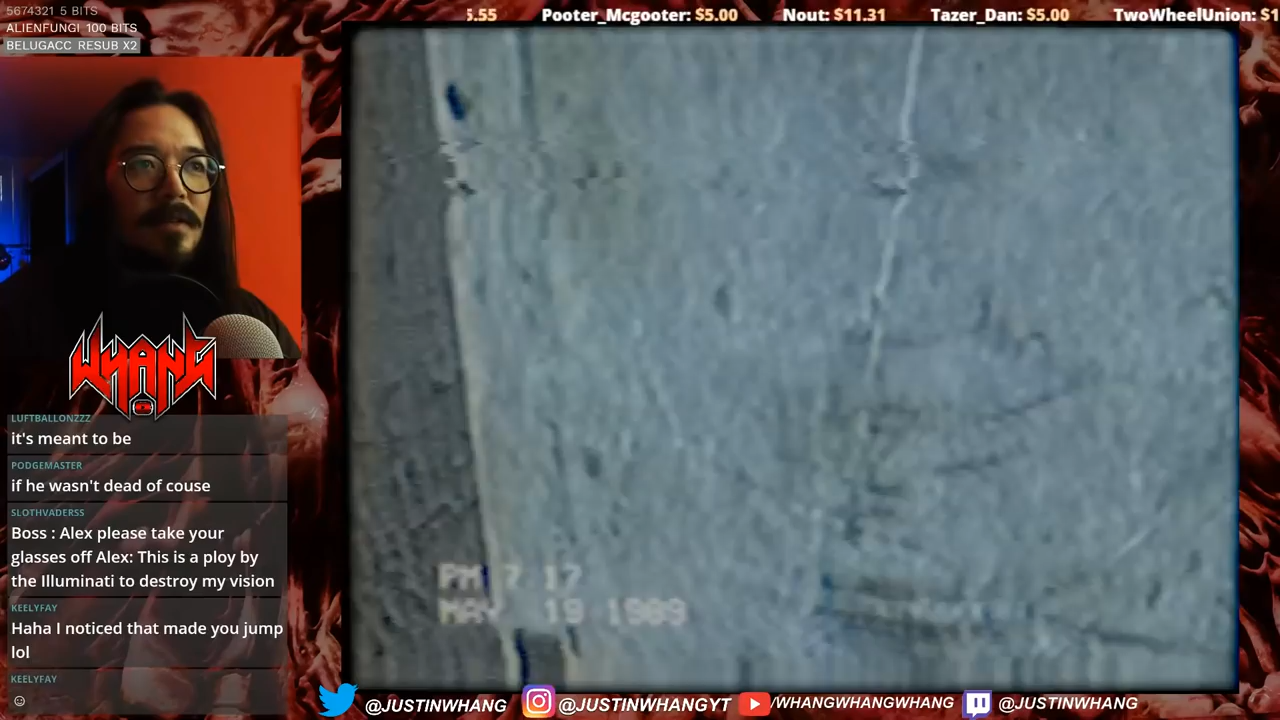 5674321 5 BITS
ALIENFUNGI 100 BITS
BELUGACC RESUB X2
5.55 Pooter_Mcgooter: $5.00 Nout: $11.31 Tazer_Dan: $5.00 TwoWheelUnion: $1
WHANG
LUFTBALLONZZZ
it's meant to be
PODGEMASTER
if he wasn't dead of couse
SLOTHVADERSS
Boss : Alex please take your
glasses off Alex: This is a ploy by
the Illuminati to destroy my vision
KEELYFAY
Haha I noticed that made you jump
lol
KEELYFAY
PM 7 17
MAY 19 1989
@JUSTINWHANG @JUSTINWHANGYT /WHANGWHANGWHANG @JUSTINWHANG